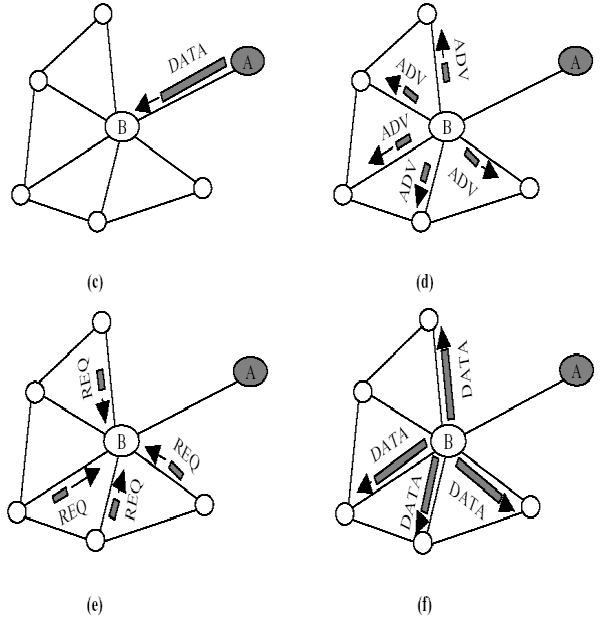 DATA
A
B
(c)
ADV
ADV
A
B
ADV
ADV
ADV
(d)
REQ
A
B
REQ
REQ
REQ
(e)
DATA
A
DATA
B
DATA
DATA
(f)